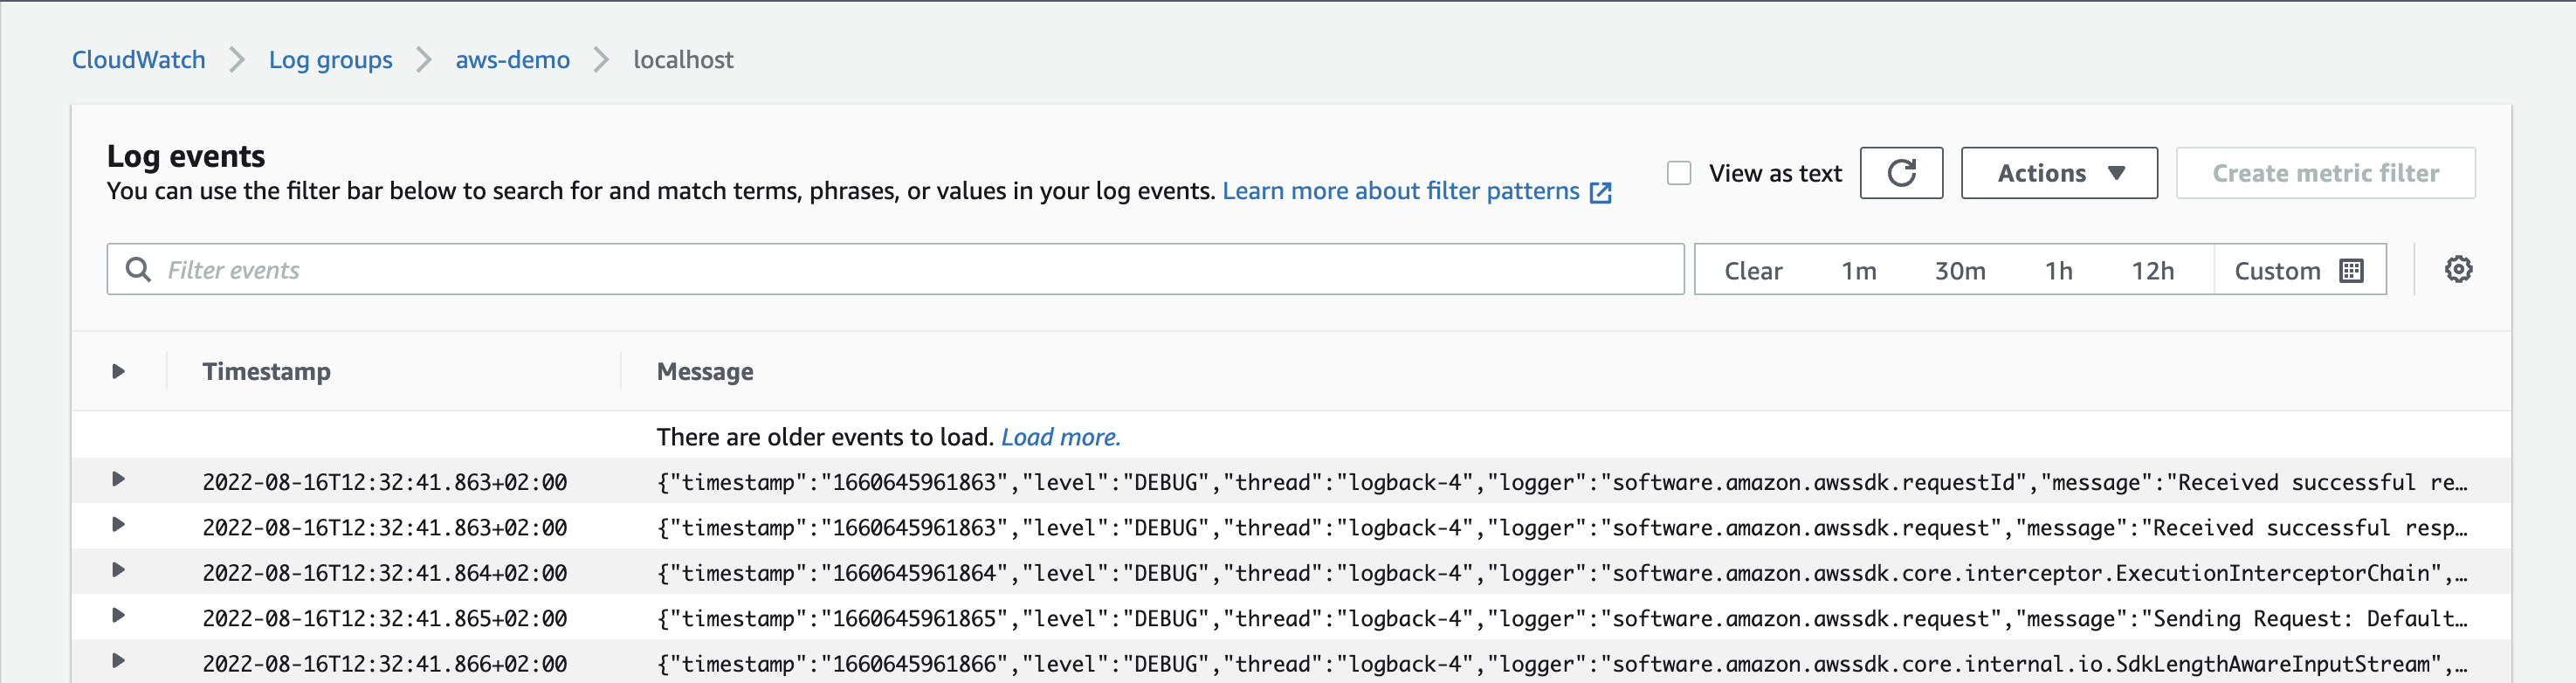 CloudWatch > Log groups > aws-demo > localhost
Log events
You can use the filter bar below to search for and match terms, phrases, or values in your log events. Learn more about filter patterns
View as text
Actions
Create metric filter
Filter events
Clear 1m 30m 1h 12h Custom
Timestamp Message
There are older events to load. Load more.
2022-08-16T12:32:41.863+02:00 {"timestamp":"1660645961863","level":"DEBUG","thread":"logback-4","logger":"software.amazon.awssdk.requestId","message":"Received successful re…
2022-08-16T12:32:41.863+02:00 {"timestamp":"1660645961863","level":"DEBUG","thread":"logback-4","logger":"software.amazon.awssdk.request","message":"Received successful resp…
2022-08-16T12:32:41.864+02:00 {"timestamp":"1660645961864","level":"DEBUG","thread":"logback-4","logger":"software.amazon.awssdk.core.interceptor.ExecutionInterceptorChain",…
2022-08-16T12:32:41.865+02:00 {"timestamp":"1660645961865","level":"DEBUG","thread":"logback-4","logger":"software.amazon.awssdk.request","message":"Sending Request: Default…
2022-08-16T12:32:41.866+02:00 {"timestamp":"1660645961866","level":"DEBUG","thread":"logback-4","logger":"software.amazon.awssdk.core.internal.io.SdkLengthAwareInputStream",…